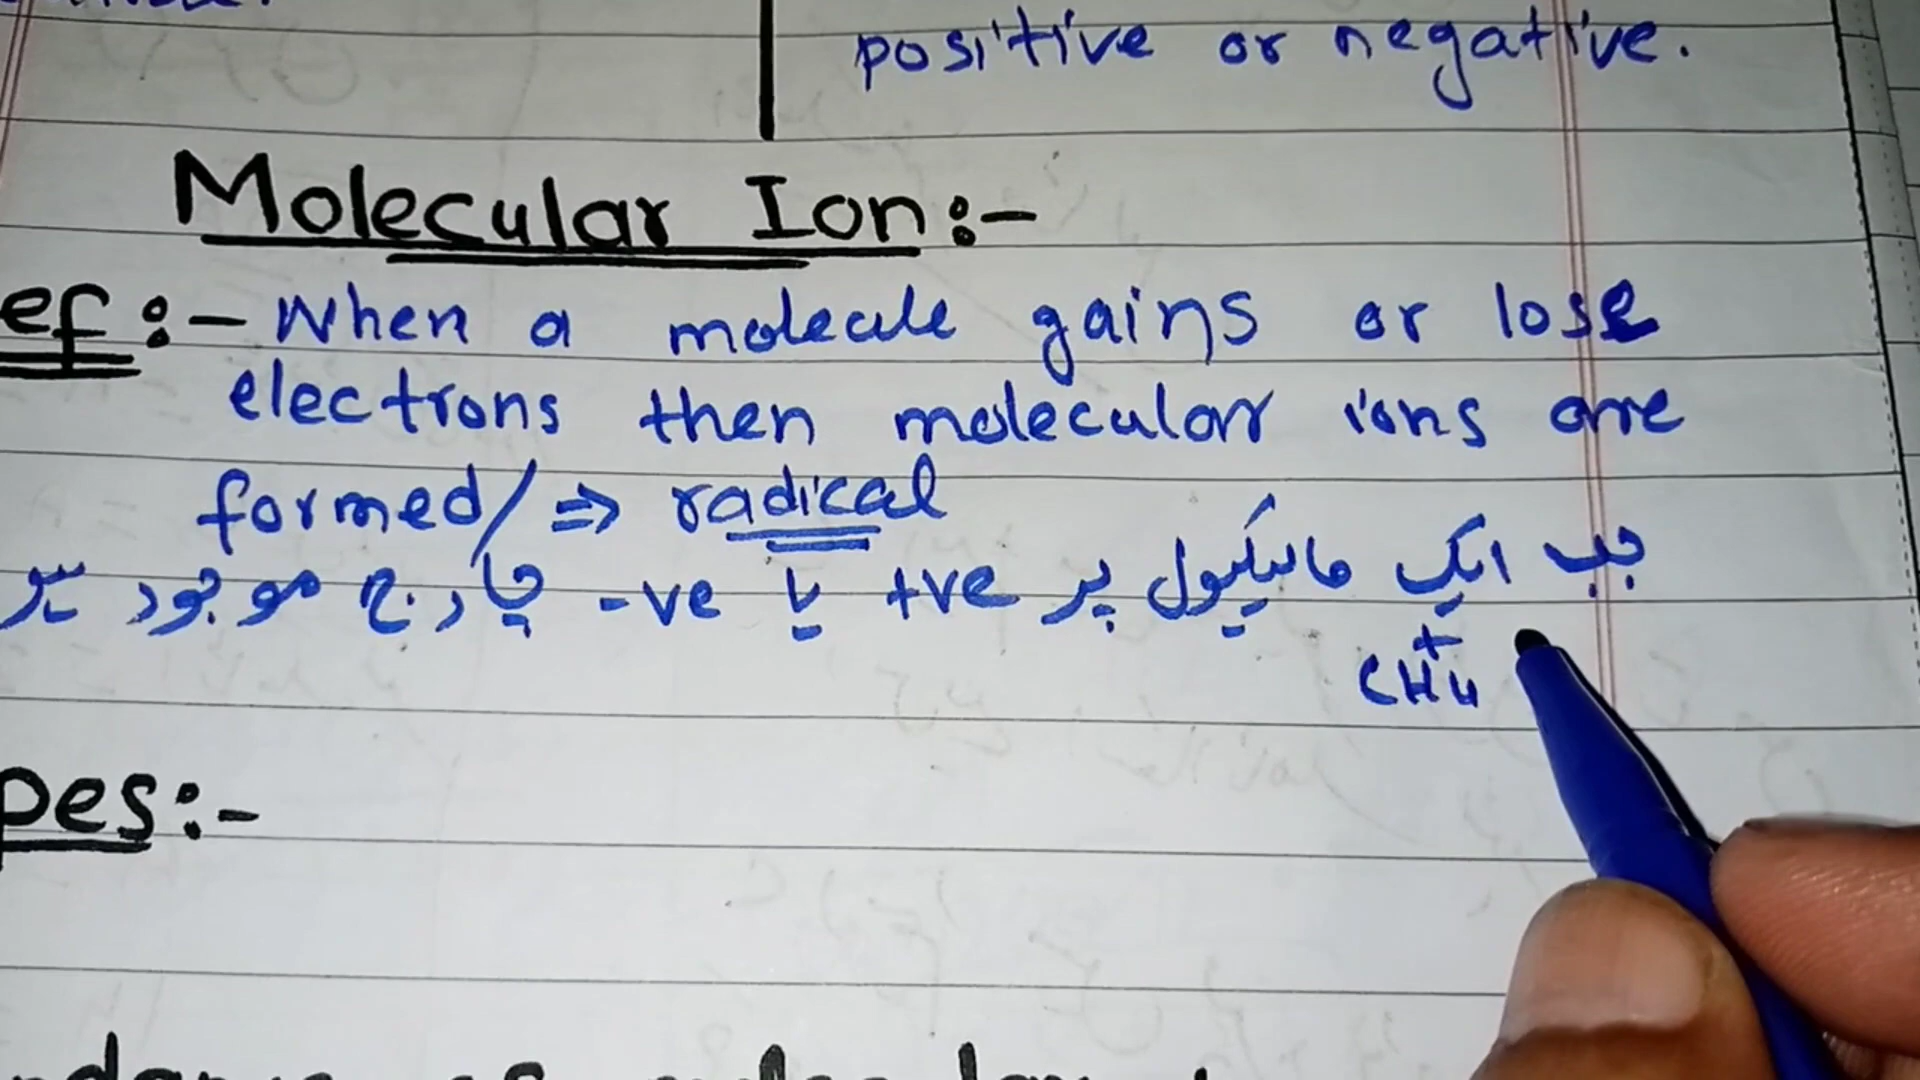 positive or negative.
Molecular Ion:-
ef:- When a molecule gains or lose
electrons then molecular ions are
formed/ => radical
جب ایک مالیکیول پر +ve یا -ve چارج موجود
CH4+
pes:-